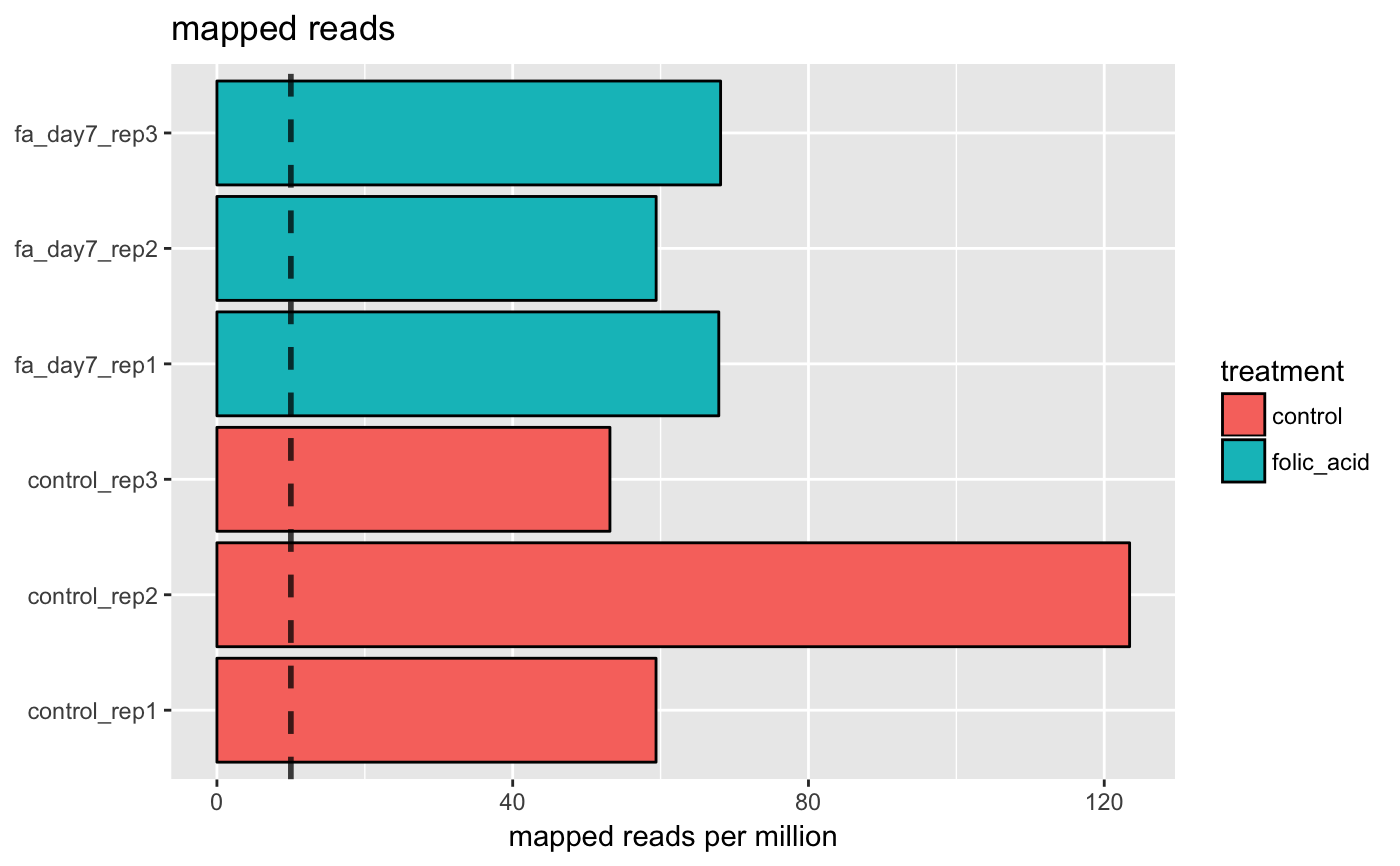 mapped reads
fa_day7_rep3
fa_day7_rep2
fa_day7_rep1
control_rep3
control_rep2
control_rep1
0 40 80 120
mapped reads per million
treatment
control
folic_acid